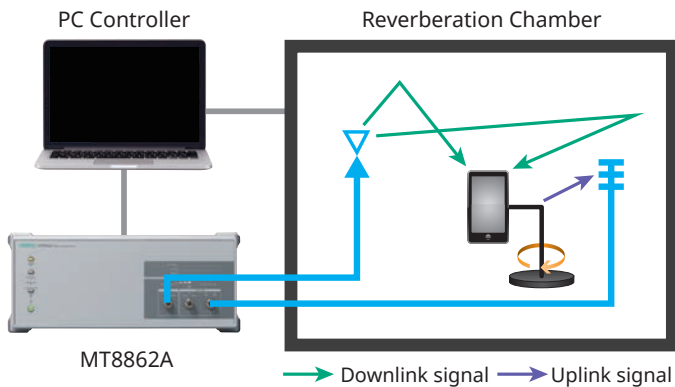 PC Controller
Reverberation Chamber
MT8862A
Downlink signal
Uplink signal